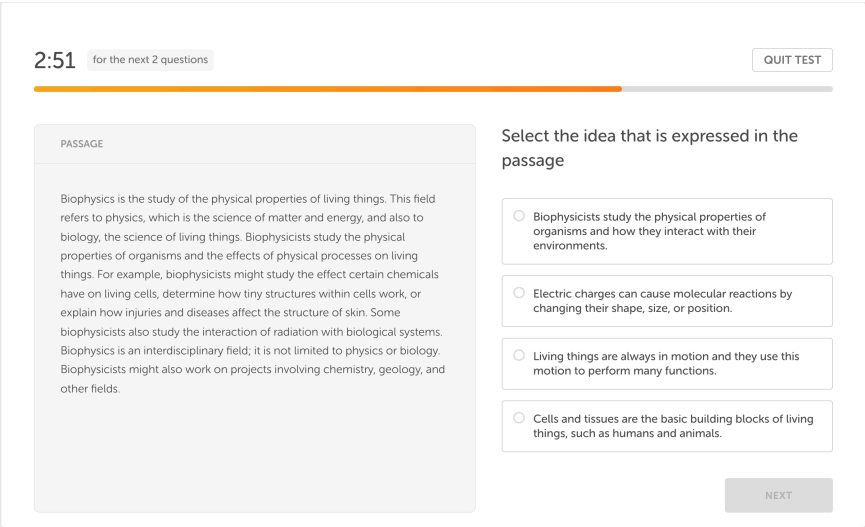 2:51 for the next 2 questions QUIT TEST
PASSAGE
Biophysics is the study of the physical properties of living things. This field
refers to physics, which is the science of matter and energy, and also to
biology, the science of living things. Biophysicists study the physical
properties of organisms and the effects of physical processes on living
things. For example, biophysicists might study the effect certain chemicals
have on living cells, determine how tiny structures within cells work, or
explain how injuries and diseases affect the structure of skin. Some
biophysicists also study the interaction of radiation with biological systems.
Biophysics is an interdisciplinary field; it is not limited to physics or biology.
Biophysicists might also work on projects involving chemistry, geology, and
other fields.
Select the idea that is expressed in the
passage
Biophysicists study the physical properties of
organisms and how they interact with their
environments.
Electric charges can cause molecular reactions by
changing their shape, size, or position.
Living things are always in motion and they use this
motion to perform many functions.
Cells and tissues are the basic building blocks of living
things, such as humans and animals.
NEXT